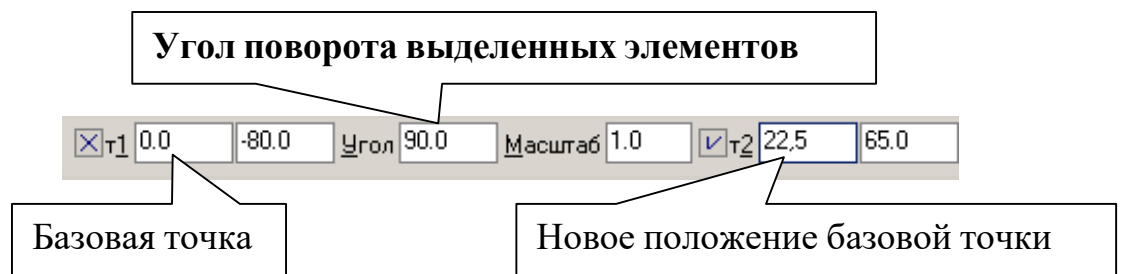 Угол поворота выделенных элементов
т1 0.0 -80.0 Угол 90.0 Масштаб 1.0 т2 22,5 65.0
Базовая точка
Новое положение базовой точки